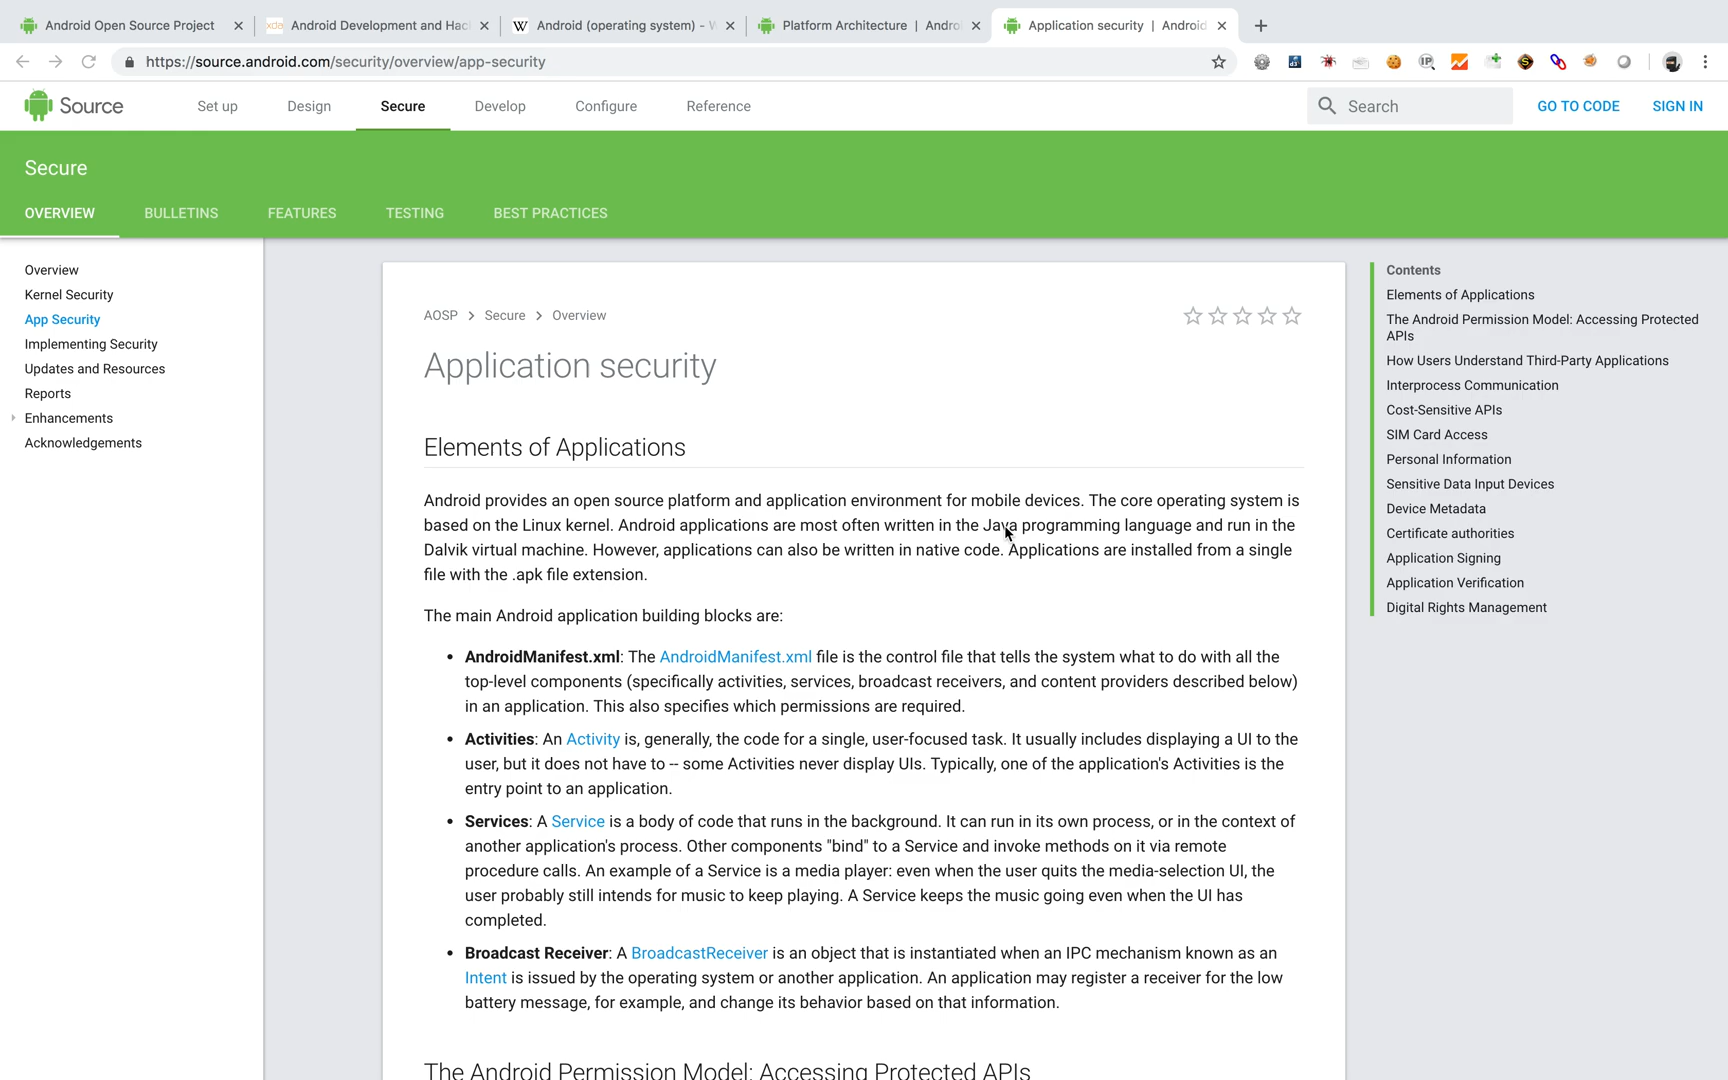 Android Open Source Project
Android Development and Hac
Android (operating system) - W
Platform Architecture | Andro
Application security | Android
https://source.android.com/security/overview/app-security
Source
Set up
Design
Secure
Develop
Configure
Reference
Search
GO TO CODE
SIGN IN
Secure
OVERVIEW
BULLETINS
FEATURES
TESTING
BEST PRACTICES
Overview
Kernel Security
App Security
Implementing Security
Updates and Resources
Reports
Enhancements
Acknowledgements
AOSP > Secure > Overview
Application security
Elements of Applications
Android provides an open source platform and application environment for mobile devices. The core operating system is
based on the Linux kernel. Android applications are most often written in the Java programming language and run in the
Dalvik virtual machine. However, applications can also be written in native code. Applications are installed from a single
file with the .apk file extension.
The main Android application building blocks are:
• AndroidManifest.xml: The AndroidManifest.xml file is the control file that tells the system what to do with all the
top-level components (specifically activities, services, broadcast receivers, and content providers described below)
in an application. This also specifies which permissions are required.
• Activities: An Activity is, generally, the code for a single, user-focused task. It usually includes displaying a UI to the
user, but it does not have to -- some Activities never display UIs. Typically, one of the application's Activities is the
entry point to an application.
• Services: A Service is a body of code that runs in the background. It can run in its own process, or in the context of
another application's process. Other components "bind" to a Service and invoke methods on it via remote
procedure calls. An example of a Service is a media player: even when the user quits the media-selection UI, the
user probably still intends for music to keep playing. A Service keeps the music going even when the UI has
completed.
• Broadcast Receiver: A BroadcastReceiver is an object that is instantiated when an IPC mechanism known as an
Intent is issued by the operating system or another application. An application may register a receiver for the low
battery message, for example, and change its behavior based on that information.
The Android Permission Model: Accessing Protected APIs
Contents
Elements of Applications
The Android Permission Model: Accessing Protected
APIs
How Users Understand Third-Party Applications
Interprocess Communication
Cost-Sensitive APIs
SIM Card Access
Personal Information
Sensitive Data Input Devices
Device Metadata
Certificate authorities
Application Signing
Application Verification
Digital Rights Management